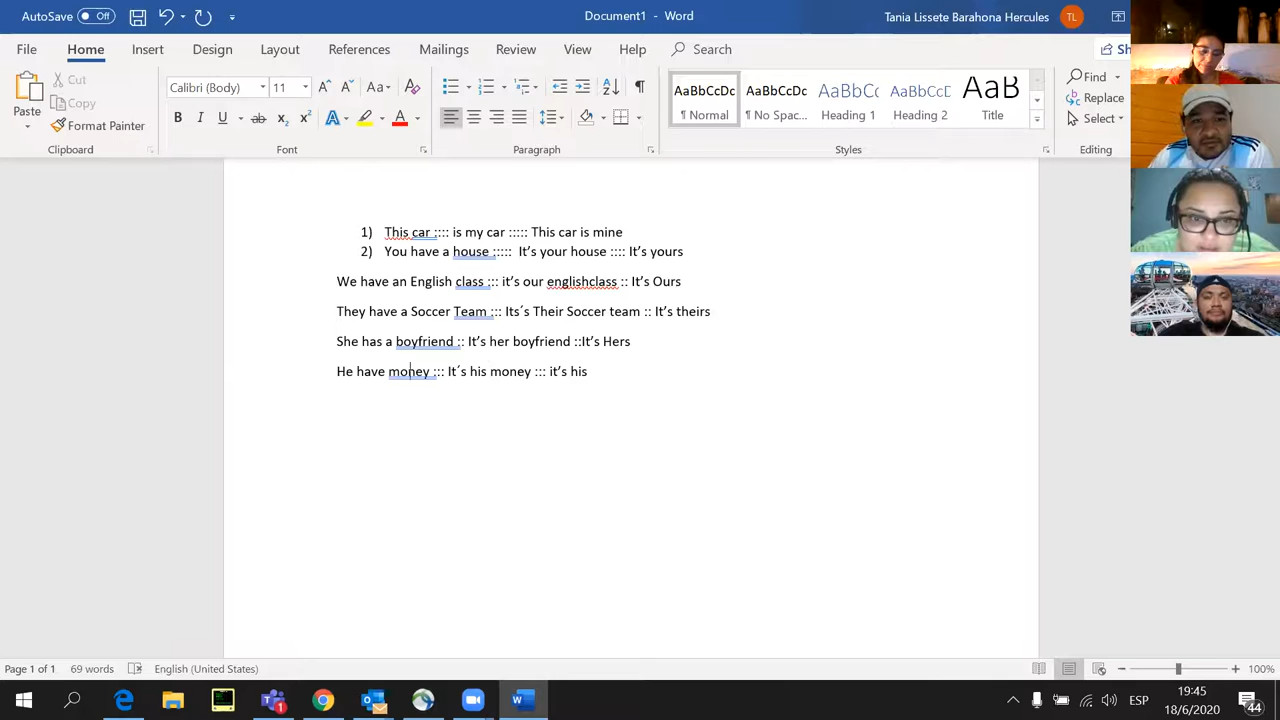 AutoSave Off Document1 - Word Tania Lissete Barahona Hercules TL
File Home Insert Design Layout References Mailings Review View Help Search Sh
Paste Cut Copy Format Painter
Calibri (Body) 11
AaBbCcDc AaBbCcDc AaBbCc AaBbCcD AaB
¶ Normal ¶ No Spac... Heading 1 Heading 2 Title
Find Replace Select
Clipboard Font Paragraph Styles Editing
1) This car :::: is my car ::::: This car is mine
2) You have a house ::::: It's your house :::: It's yours
We have an English class ::: it's our englishclass :: It's Ours
They have a Soccer Team ::: Its´s Their Soccer team :: It's theirs
She has a boyfriend :: It's her boyfriend ::It's Hers
He have money ::: It´s his money ::: it's his
Page 1 of 1 69 words English (United States) 100%
ESP 19:45
18/6/2020 44